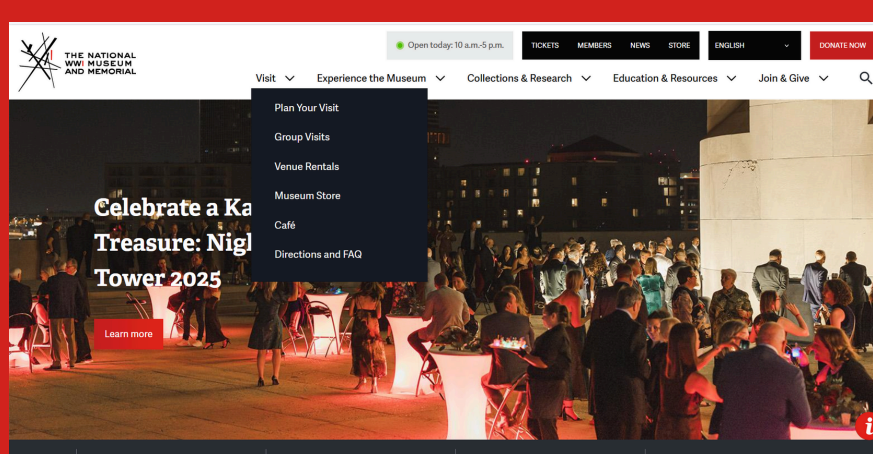 THE NATIONAL
WWI MUSEUM
AND MEMORIAL
Open today: 10 a.m.-5 p.m.
TICKETS MEMBERS NEWS STORE
ENGLISH
DONATE NOW
Visit Experience the Museum Collections & Research Education & Resources Join & Give
Plan Your Visit
Group Visits
Venue Rentals
Museum Store
Café
Directions and FAQ
Celebrate a Ka
Treasure: Nigh
Tower 2025
Learn more
i